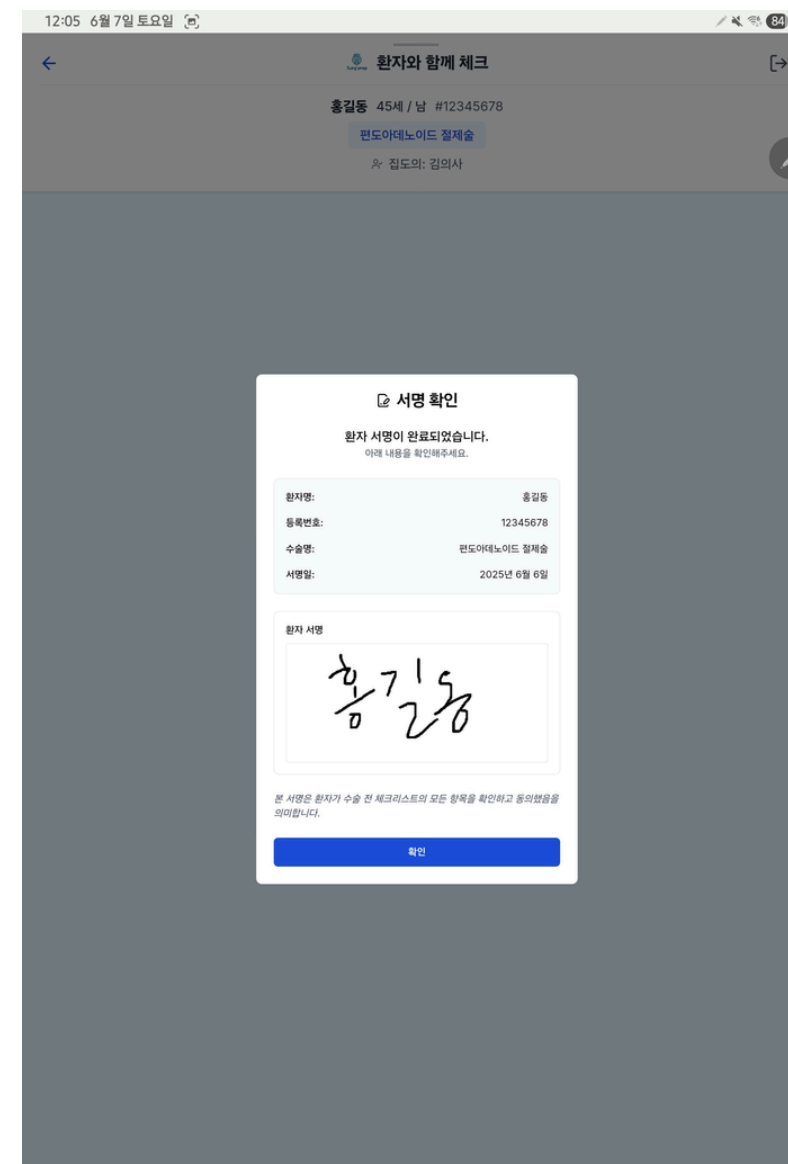 12:05 6월 7일 토요일
84
환자와 함께 체크
홍길동 45세 / 남 #12345678
편도아데노이드 절제술
집도의: 김의사
서명 확인
환자 서명이 완료되었습니다.
아래 내용을 확인해주세요.
환자명: 홍길동
등록번호: 12345678
수술명: 편도아데노이드 절제술
서명일: 2025년 6월 6일
환자 서명
홍길동
본 서명은 환자가 수술 전 체크리스트의 모든 항목을 확인하고 동의했음을
의미합니다.
확인